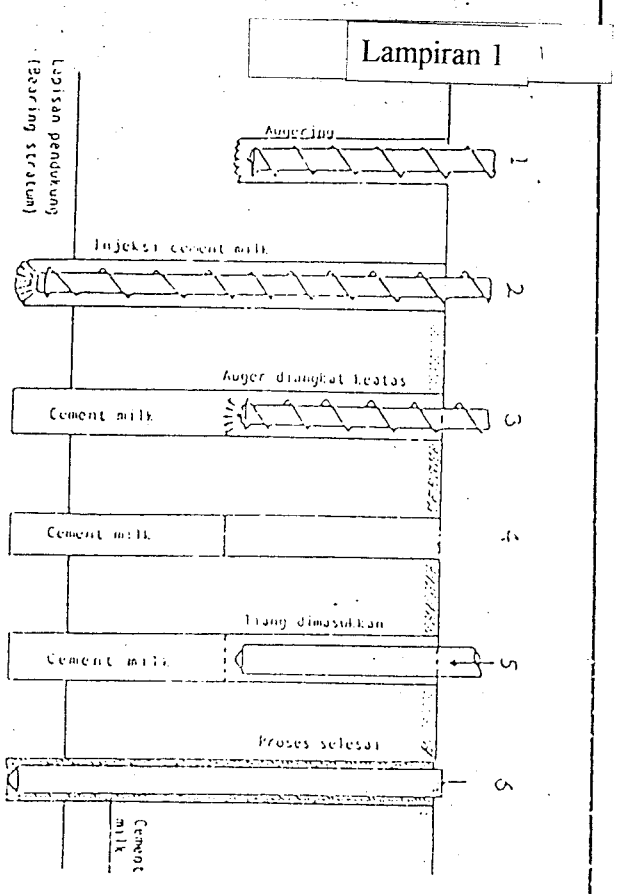 Lampiran 1
1
Augering
Lapisan pendukung
(Bearing stratum)
2
Injeksi cement milk
3
Auger diangkat keatas
Cement milk
4
Cement milk
5
Tiang dimasukkan
Cement milk
6
Proses selesai
Cement
milk